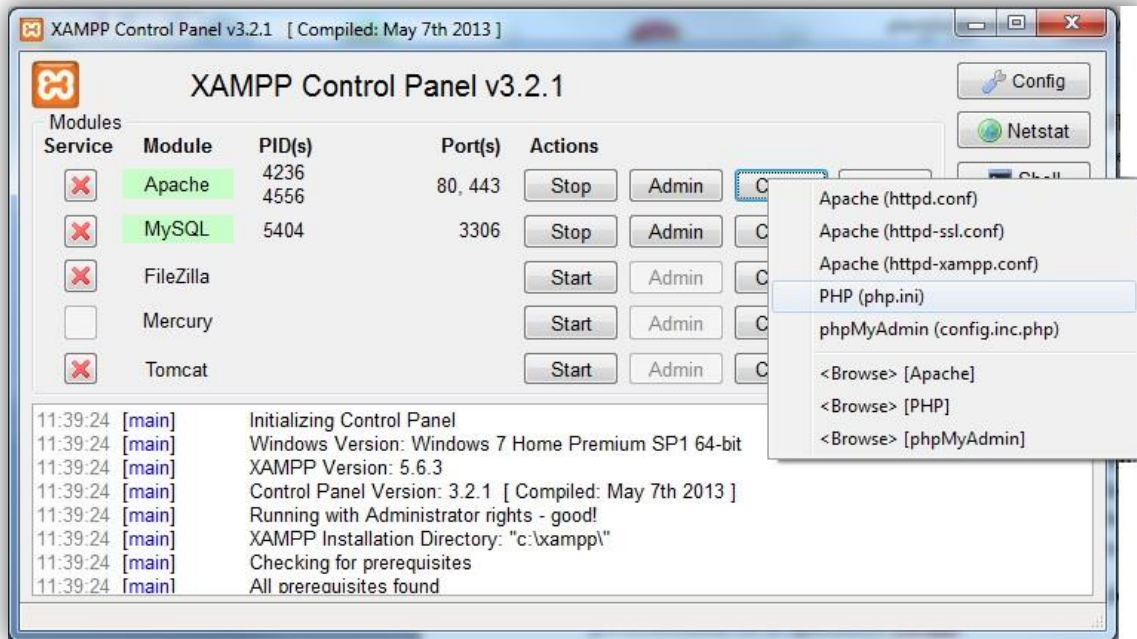 XAMPP Control Panel v3.2.1 [ Compiled: May 7th 2013 ]
XAMPP Control Panel v3.2.1
Config
Modules
Netstat
Service Module PID(s) Port(s) Actions
Shell
Apache 4236 4556 80, 443 Stop Admin
MySQL 5404 3306 Stop Admin
FileZilla Start Admin
Mercury Start Admin
Tomcat Start Admin
Apache (httpd.conf)
Apache (httpd-ssl.conf)
Apache (httpd-xampp.conf)
PHP (php.ini)
phpMyAdmin (config.inc.php)
<Browse> [Apache]
<Browse> [PHP]
<Browse> [phpMyAdmin]
11:39:24 [main] Initializing Control Panel
11:39:24 [main] Windows Version: Windows 7 Home Premium SP1 64-bit
11:39:24 [main] XAMPP Version: 5.6.3
11:39:24 [main] Control Panel Version: 3.2.1 [ Compiled: May 7th 2013 ]
11:39:24 [main] Running with Administrator rights - good!
11:39:24 [main] XAMPP Installation Directory: "c:\xampp\"
11:39:24 [main] Checking for prerequisites
11:39:24 [main] All prerequisites found